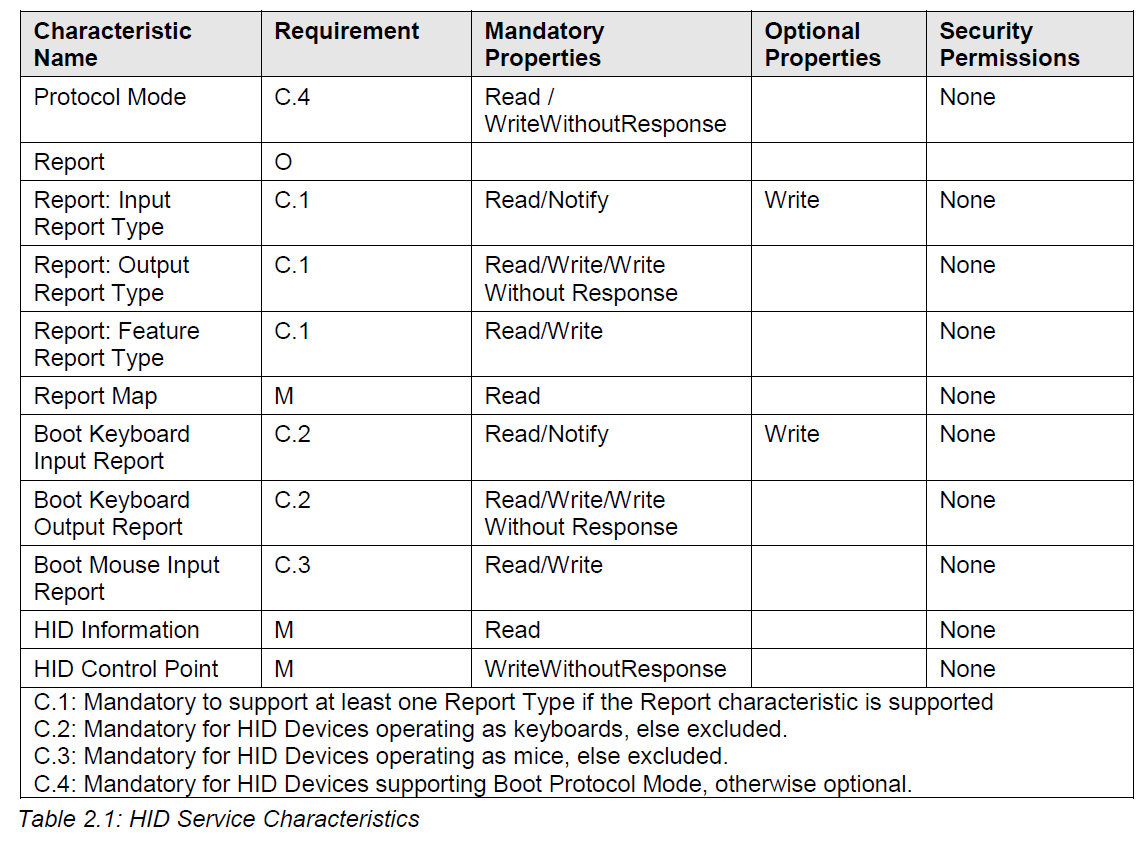 Characteristic Name Requirement Mandatory Properties Optional Properties Security Permissions
Protocol Mode C.4 Read / WriteWithoutResponse None
Report O
Report: Input Report Type C.1 Read/Notify Write None
Report: Output Report Type C.1 Read/Write/Write Without Response None
Report: Feature Report Type C.1 Read/Write None
Report Map M Read None
Boot Keyboard Input Report C.2 Read/Notify Write None
Boot Keyboard Output Report C.2 Read/Write/Write Without Response None
Boot Mouse Input Report C.3 Read/Write None
HID Information M Read None
HID Control Point M WriteWithoutResponse None
C.1: Mandatory to support at least one Report Type if the Report characteristic is supported
C.2: Mandatory for HID Devices operating as keyboards, else excluded.
C.3: Mandatory for HID Devices operating as mice, else excluded.
C.4: Mandatory for HID Devices supporting Boot Protocol Mode, otherwise optional.
Table 2.1: HID Service Characteristics